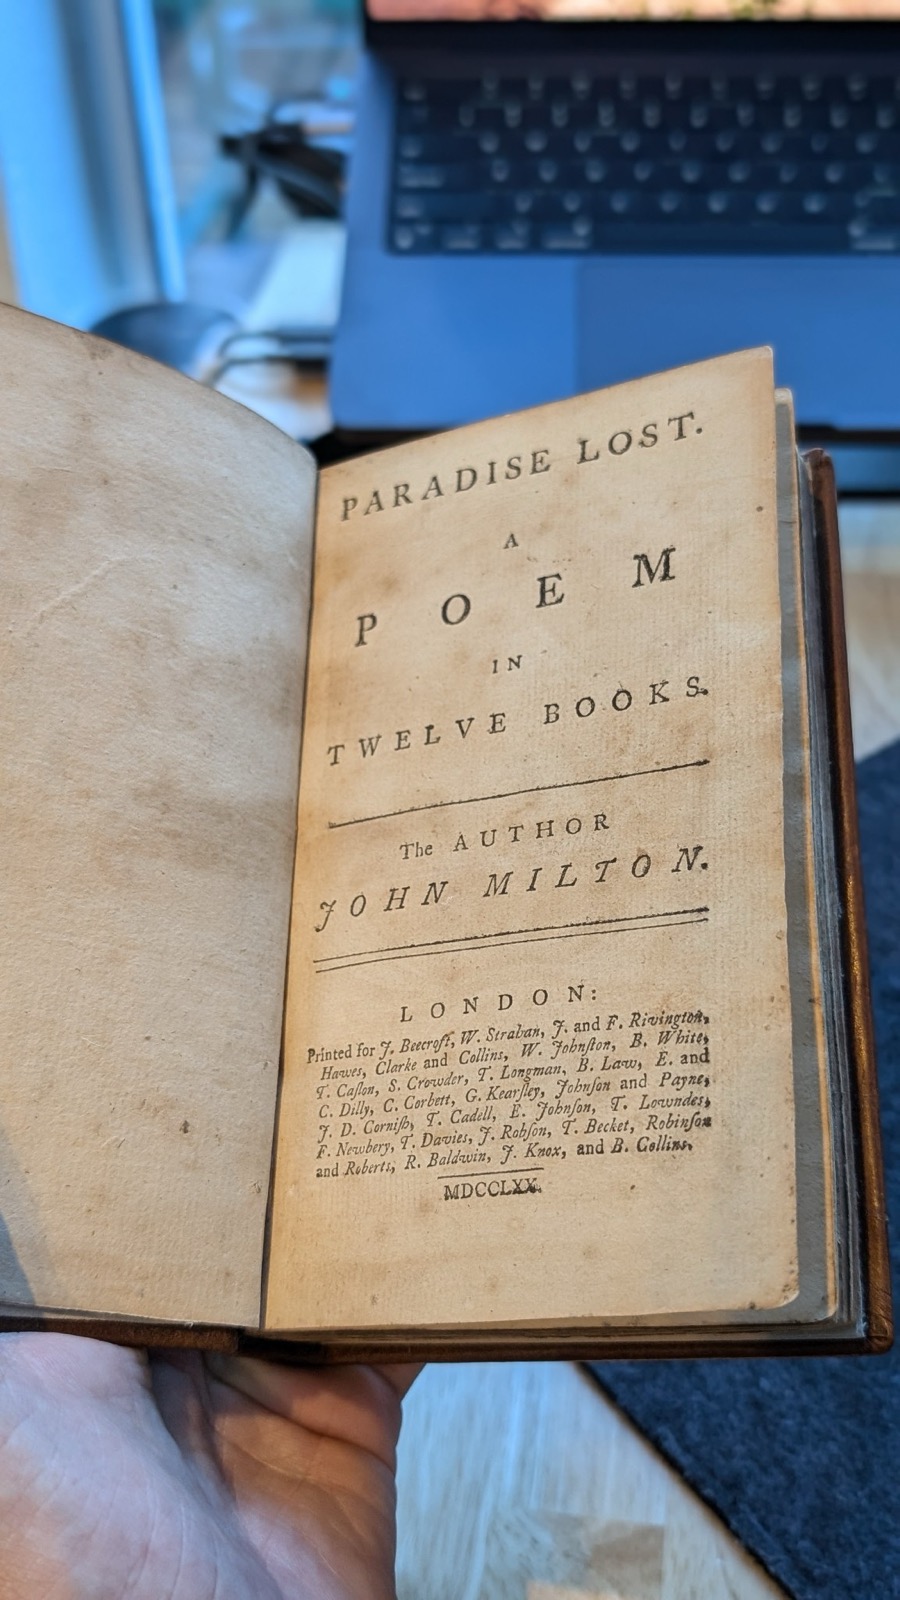 PARADISE LOST.
A
POEM
IN
TWELVE BOOKS.
The AUTHOR
JOHN MILTON.
LONDON:
Printed for J. Beecroft, W. Strahan, J. and F. Rivington,
Hawes, Clarke and Collins, W. Johnſton, B. White,
T. Caſlon, S. Crowder, T. Longman, B. Law, E. and
C. Dilly, C. Corbett, G. Kearſley, Johnſon and Payne,
J. D. Corniſh, T. Cadell, E. Johnſon, T. Lowndes,
F. Newbery, T. Davies, J. Robſon, T. Becket, Robinſon
and Roberts, R. Baldwin, J. Knox, and B. Collins.
MDCCLXX.